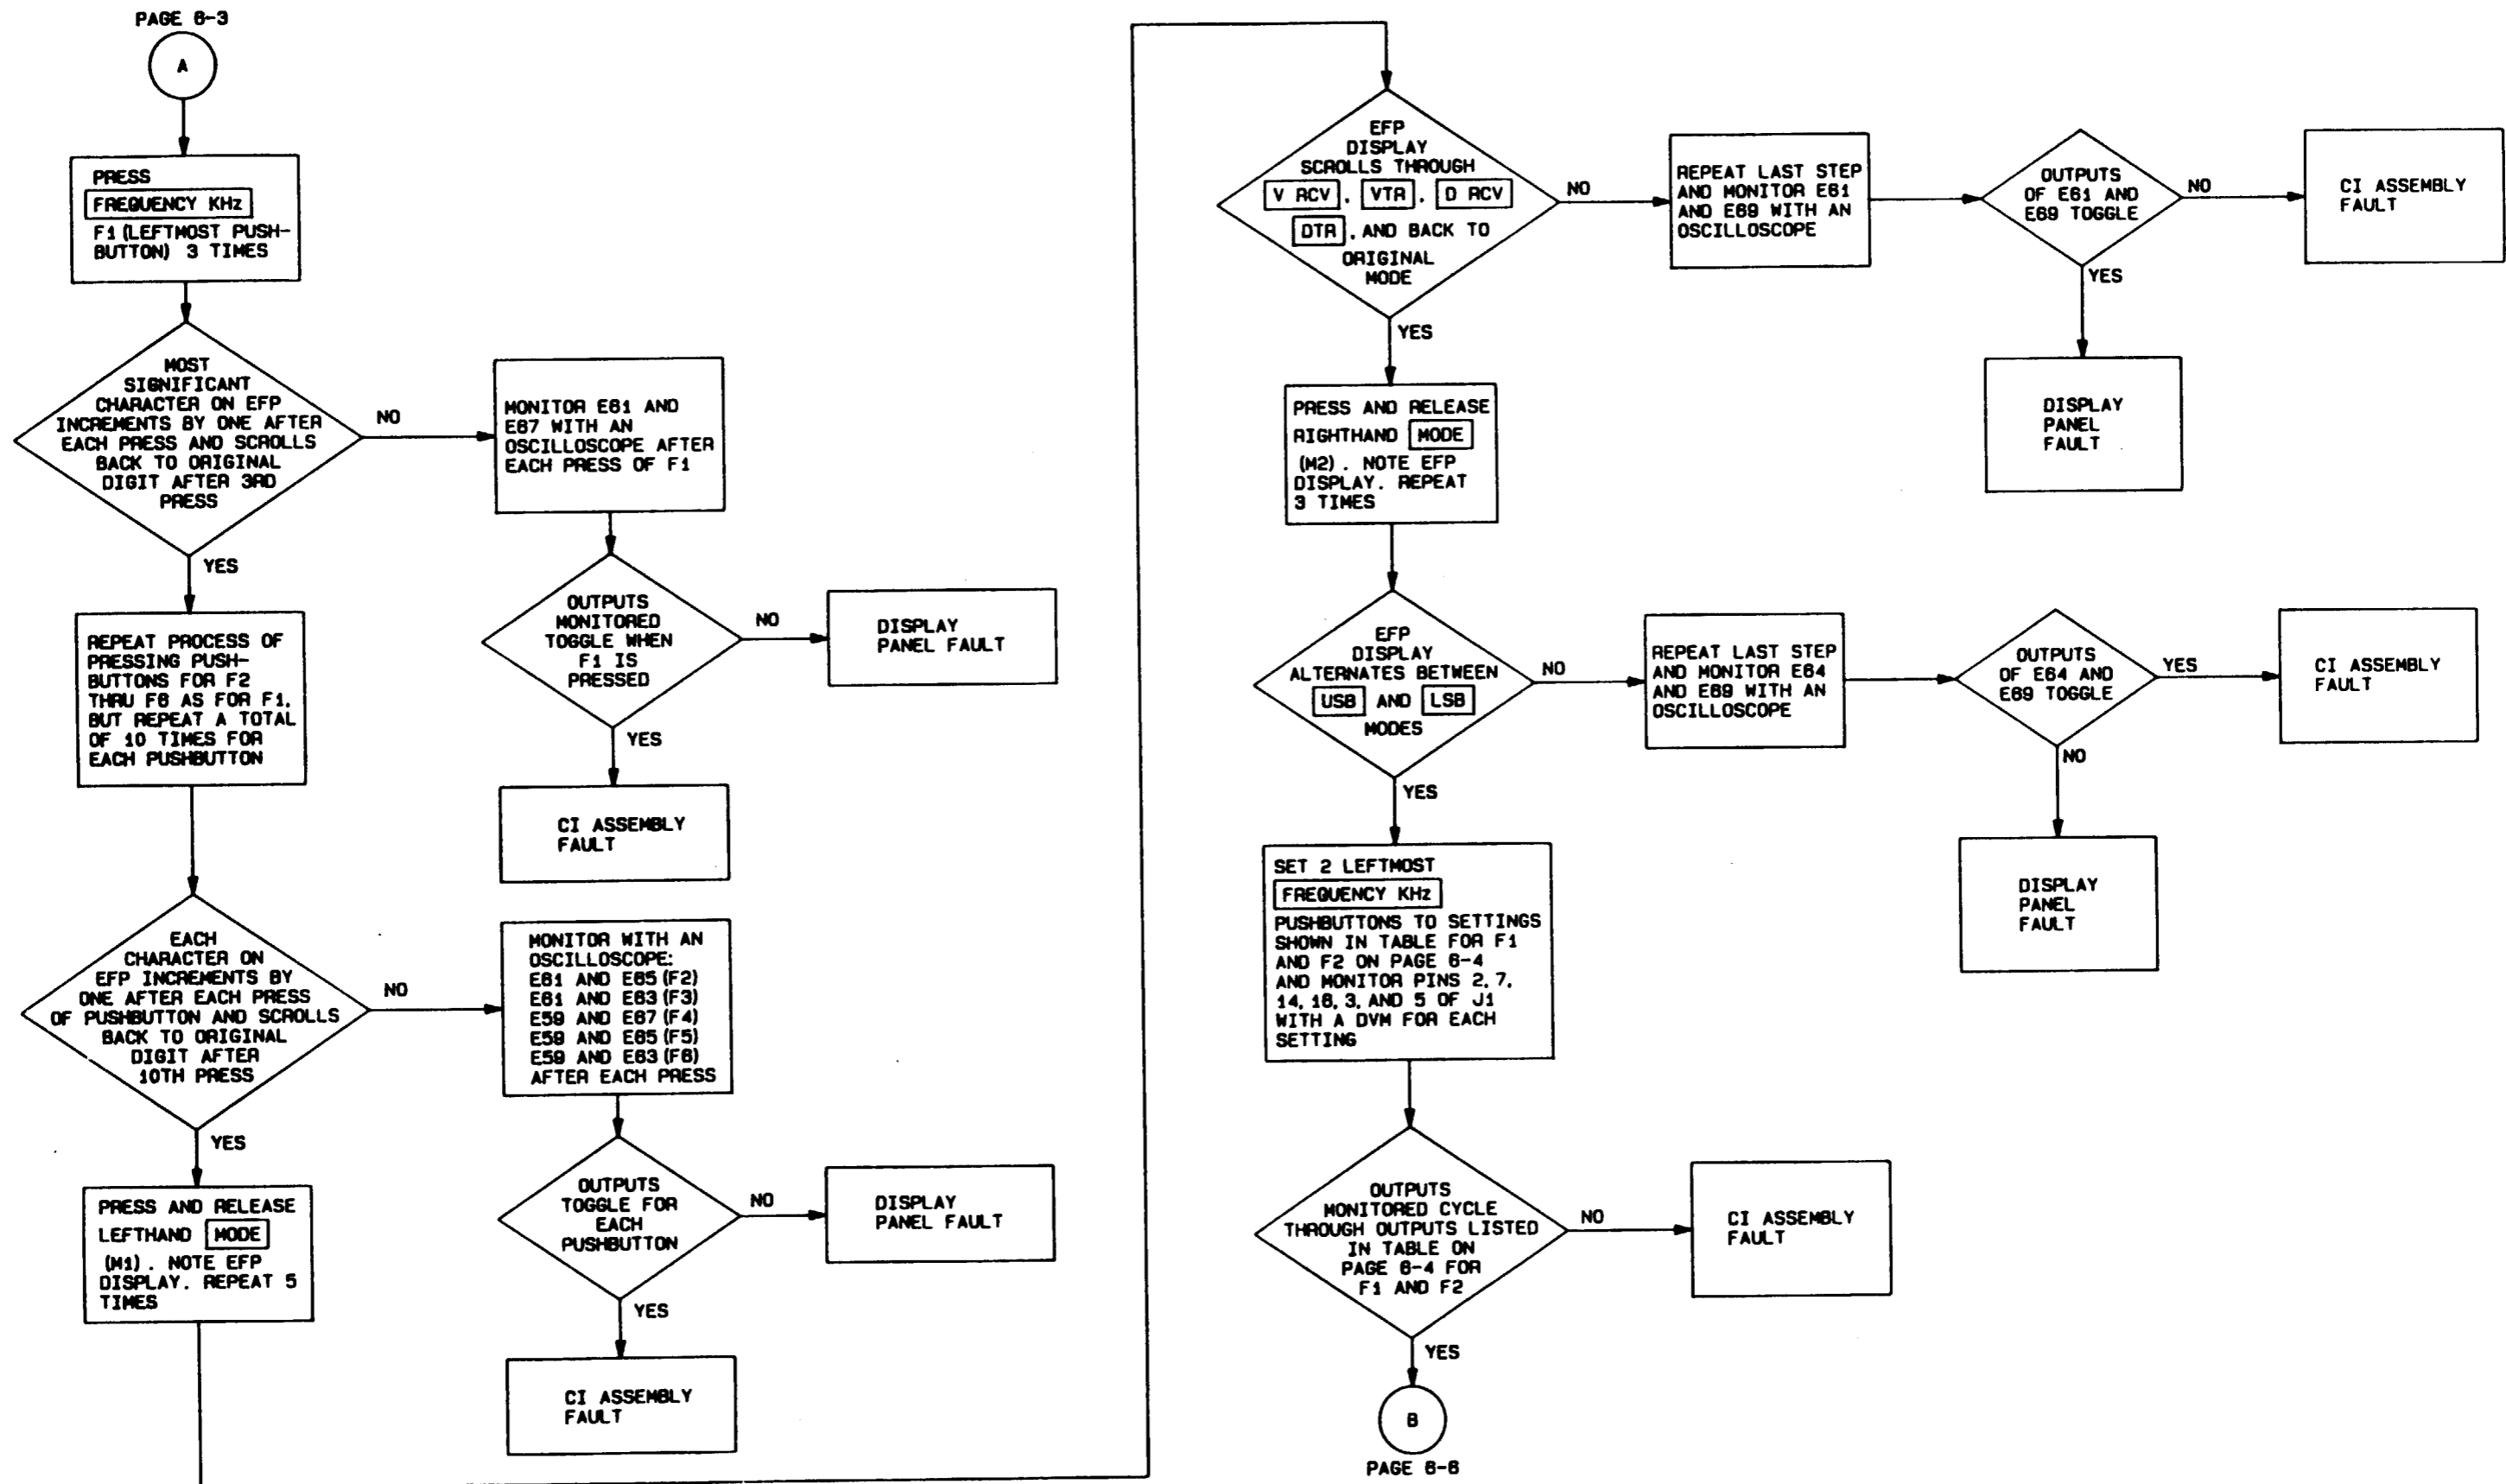 PAGE 6-3
A
PRESS
FREQUENCY KHz
F1 (LEFTMOST PUSH-
BUTTON) 3 TIMES
MOST
SIGNIFICANT
CHARACTER ON EFP
INCREMENTS BY ONE AFTER
EACH PRESS AND SCROLLS
BACK TO ORIGINAL
DIGIT AFTER 3RD
PRESS
NO
MONITOR E61 AND
E67 WITH AN
OSCILLOSCOPE AFTER
EACH PRESS OF F1
OUTPUTS
MONITORED
TOGGLE WHEN
F1 IS
PRESSED
NO
DISPLAY
PANEL FAULT
YES
CI ASSEMBLY
FAULT
YES
REPEAT PROCESS OF
PRESSING PUSH-
BUTTONS FOR F2
THRU F6 AS FOR F1,
BUT REPEAT A TOTAL
OF 10 TIMES FOR
EACH PUSHBUTTON
EACH
CHARACTER ON
EFP INCREMENTS BY
ONE AFTER EACH PRESS
OF PUSHBUTTON AND SCROLLS
BACK TO ORIGINAL
DIGIT AFTER
10TH PRESS
NO
MONITOR WITH AN
OSCILLOSCOPE:
E61 AND E65 (F2)
E61 AND E63 (F3)
E59 AND E67 (F4)
E59 AND E65 (F5)
E59 AND E63 (F6)
AFTER EACH PRESS
OUTPUTS
TOGGLE FOR
EACH
PUSHBUTTON
NO
DISPLAY
PANEL FAULT
YES
CI ASSEMBLY
FAULT
YES
PRESS AND RELEASE
LEFTHAND MODE
(M1). NOTE EFP
DISPLAY. REPEAT 5
TIMES
EFP
DISPLAY
SCROLLS THROUGH
V RCV, VTR, D RCV
DTR, AND BACK TO
ORIGINAL
MODE
NO
REPEAT LAST STEP
AND MONITOR E61
AND E69 WITH AN
OSCILLOSCOPE
OUTPUTS
OF E61 AND
E69 TOGGLE
NO
CI ASSEMBLY
FAULT
YES
DISPLAY
PANEL
FAULT
YES
PRESS AND RELEASE
RIGHTHAND MODE
(M2). NOTE EFP
DISPLAY. REPEAT
3 TIMES
EFP
DISPLAY
ALTERNATES BETWEEN
USB AND LSB
MODES
NO
REPEAT LAST STEP
AND MONITOR E64
AND E69 WITH AN
OSCILLOSCOPE
OUTPUTS
OF E64 AND
E69 TOGGLE
YES
CI ASSEMBLY
FAULT
NO
DISPLAY
PANEL
FAULT
YES
SET 2 LEFTMOST
FREQUENCY KHz
PUSHBUTTONS TO SETTINGS
SHOWN IN TABLE FOR F1
AND F2 ON PAGE 6-4
AND MONITOR PINS 2, 7,
14, 16, 3, AND 5 OF J1
WITH A DVM FOR EACH
SETTING
OUTPUTS
MONITORED CYCLE
THROUGH OUTPUTS LISTED
IN TABLE ON
PAGE 6-4 FOR
F1 AND F2
NO
CI ASSEMBLY
FAULT
YES
B
PAGE 6-6